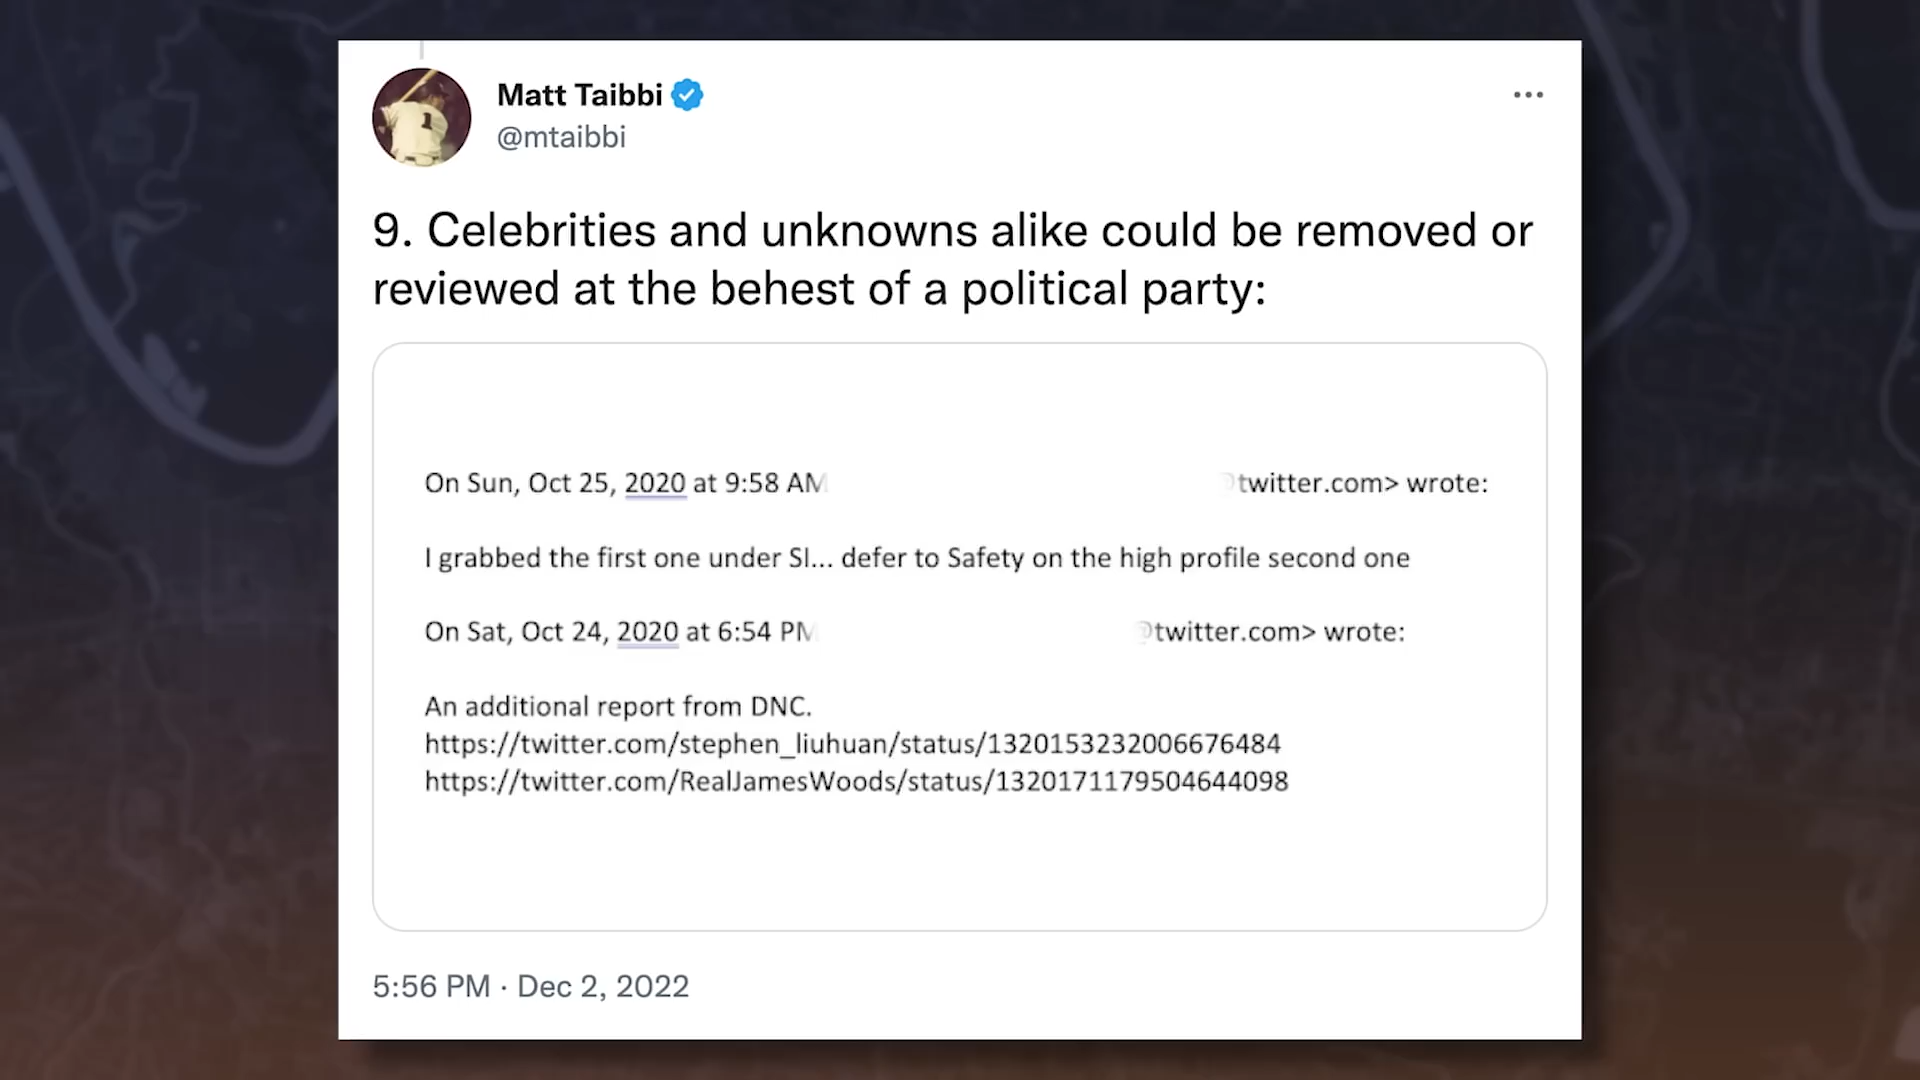 Matt Taibbi
@mtaibbi
9. Celebrities and unknowns alike could be removed or
reviewed at the behest of a political party:
On Sun, Oct 25, 2020 at 9:58 AM @twitter.com> wrote:
I grabbed the first one under SI... defer to Safety on the high profile second one
On Sat, Oct 24, 2020 at 6:54 PM @twitter.com> wrote:
An additional report from DNC.
https://twitter.com/stephen_liuhuan/status/1320153232006676484
https://twitter.com/RealJamesWoods/status/1320171179504644098
5:56 PM · Dec 2, 2022